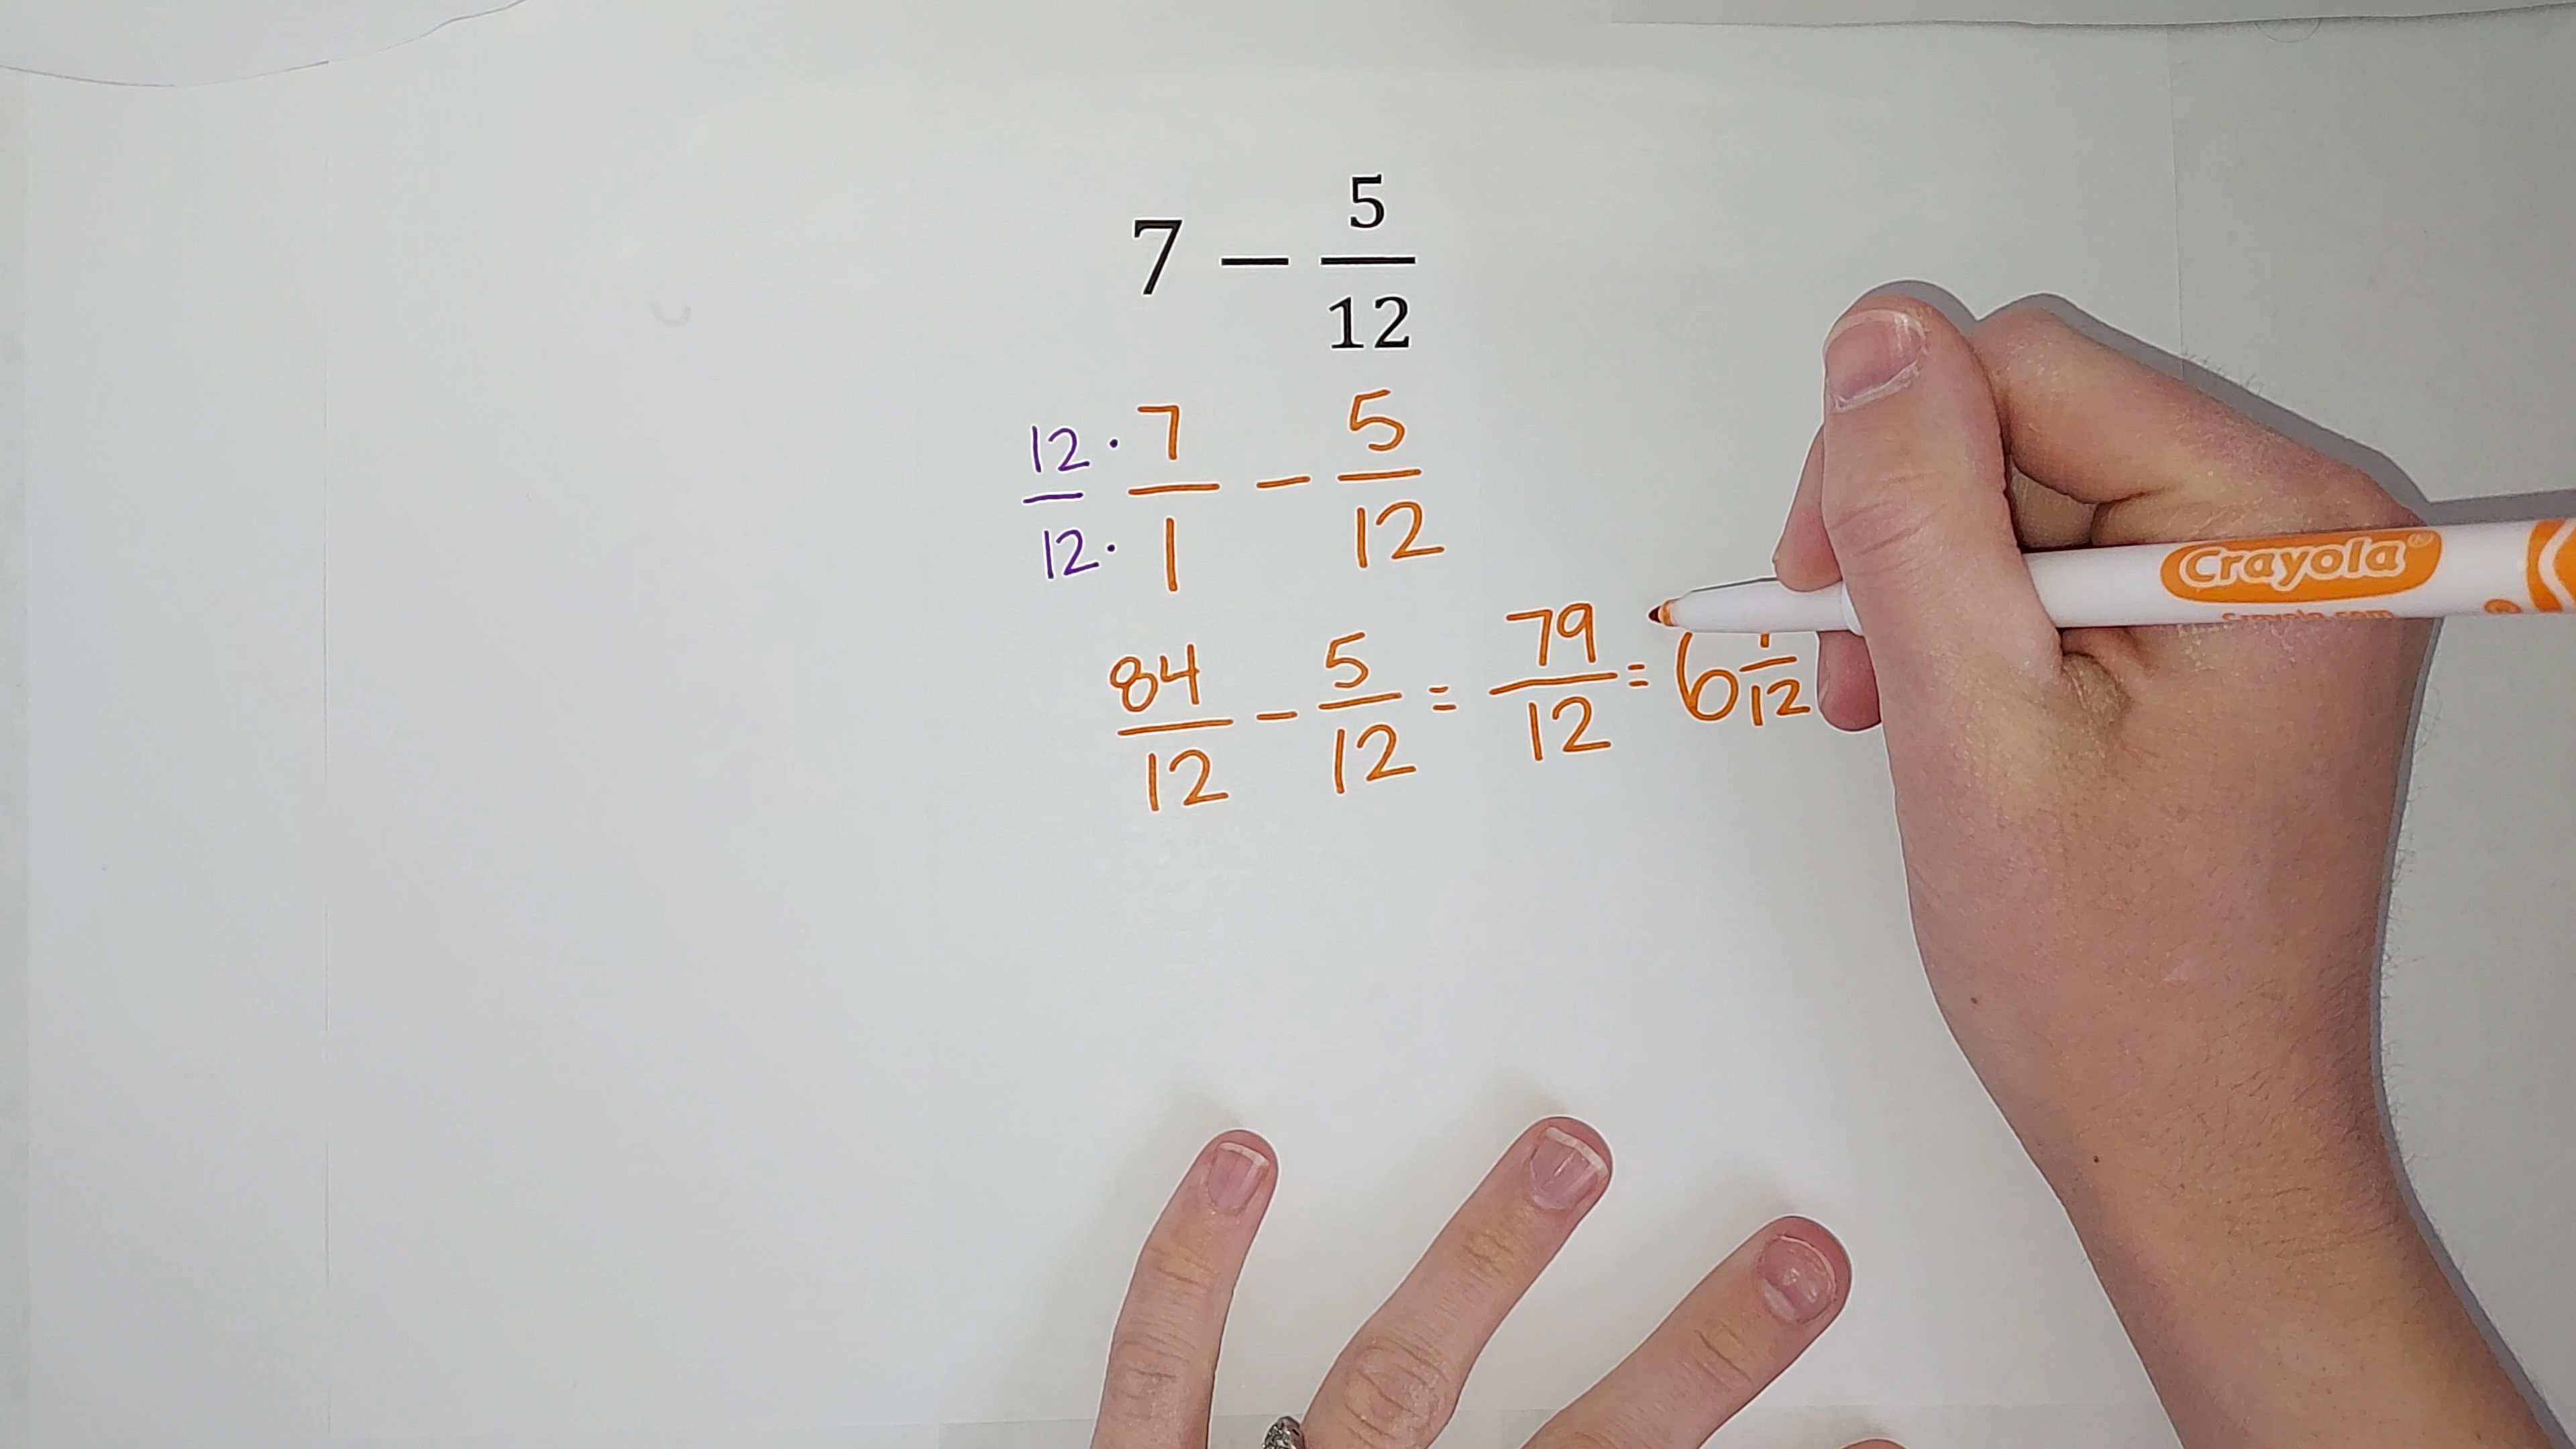 7 − 5/12
12/12 · 7/1 − 5/12
84/12 − 5/12 = 79/12 = 6 /12
Crayola®